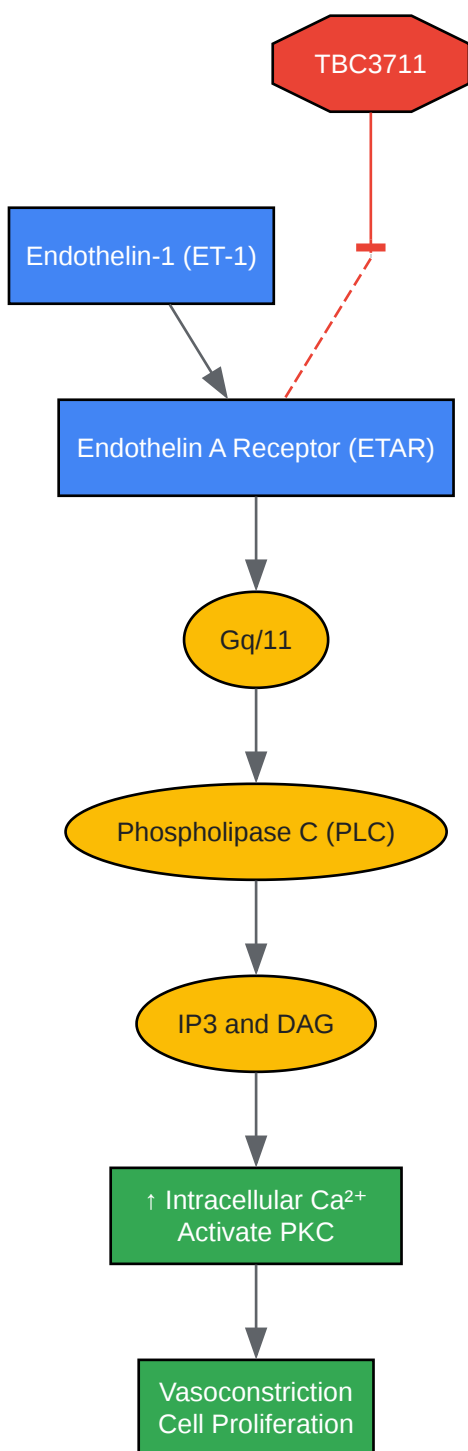 TBC3711
Endothelin-1 (ET-1)
Endothelin A Receptor (ETAR)
Gq/11
Phospholipase C (PLC)
IP3 and DAG
↑ Intracellular Ca²⁺
Activate PKC
Vasoconstriction
Cell Proliferation